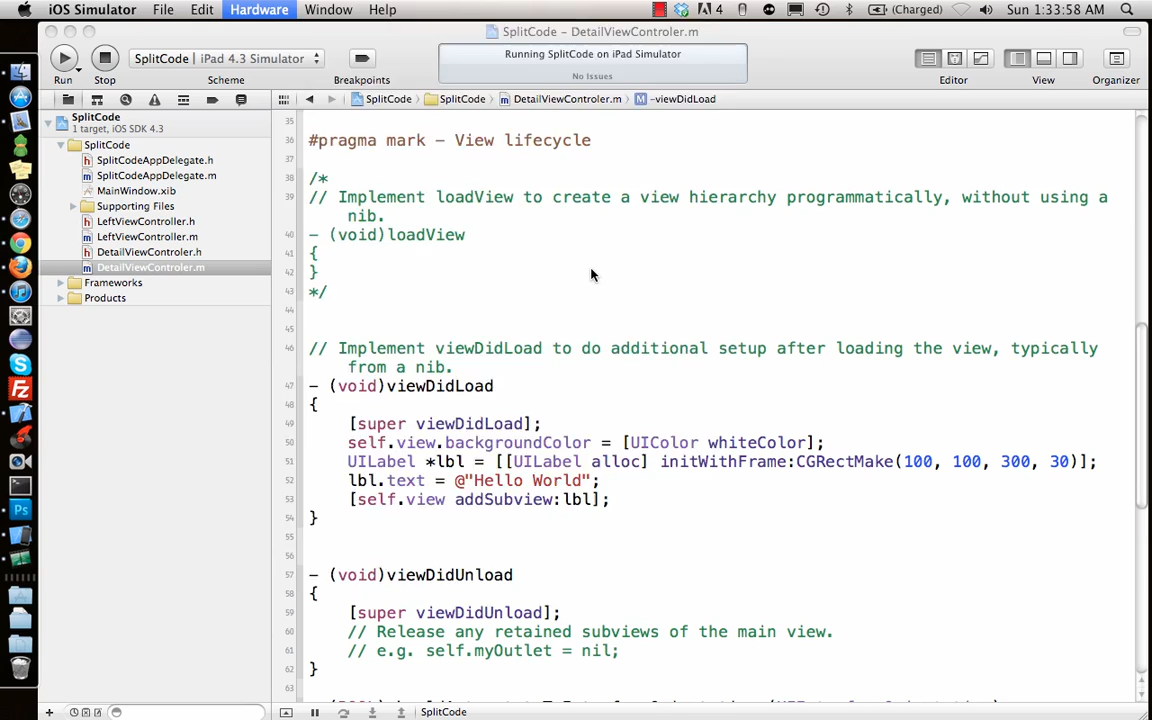 iOS Simulator File Edit Hardware Window Help 4 (Charged) Sun 1:33:58 AM
SplitCode – DetailViewControler.m
SplitCode iPad 4.3 Simulator
Running SplitCode on iPad Simulator
No Issues
Run Stop Scheme Breakpoints Editor View Organizer
SplitCode SplitCode DetailViewControler.m M -viewDidLoad
SplitCode
1 target, iOS SDK 4.3
SplitCode
h SplitCodeAppDelegate.h
m SplitCodeAppDelegate.m
MainWindow.xib
Supporting Files
h LeftViewController.h
m LeftViewController.m
h DetailViewControler.h
m DetailViewControler.m
Frameworks
Products
35
36 #pragma mark – View lifecycle
37
38 /*
39 // Implement loadView to create a view hierarchy programmatically, without using a
nib.
40 – (void)loadView
41 {
42 }
43 */
44
45
46 // Implement viewDidLoad to do additional setup after loading the view, typically
from a nib.
47 – (void)viewDidLoad
48 {
49 [super viewDidLoad];
50 self.view.backgroundColor = [UIColor whiteColor];
51 UILabel *lbl = [[UILabel alloc] initWithFrame:CGRectMake(100, 100, 300, 30)];
52 lbl.text = @"Hello World";
53 [self.view addSubview:lbl];
54 }
55
56
57 – (void)viewDidUnload
58 {
59 [super viewDidUnload];
60 // Release any retained subviews of the main view.
61 // e.g. self.myOutlet = nil;
62 }
63
Fz
Ps
SplitCode